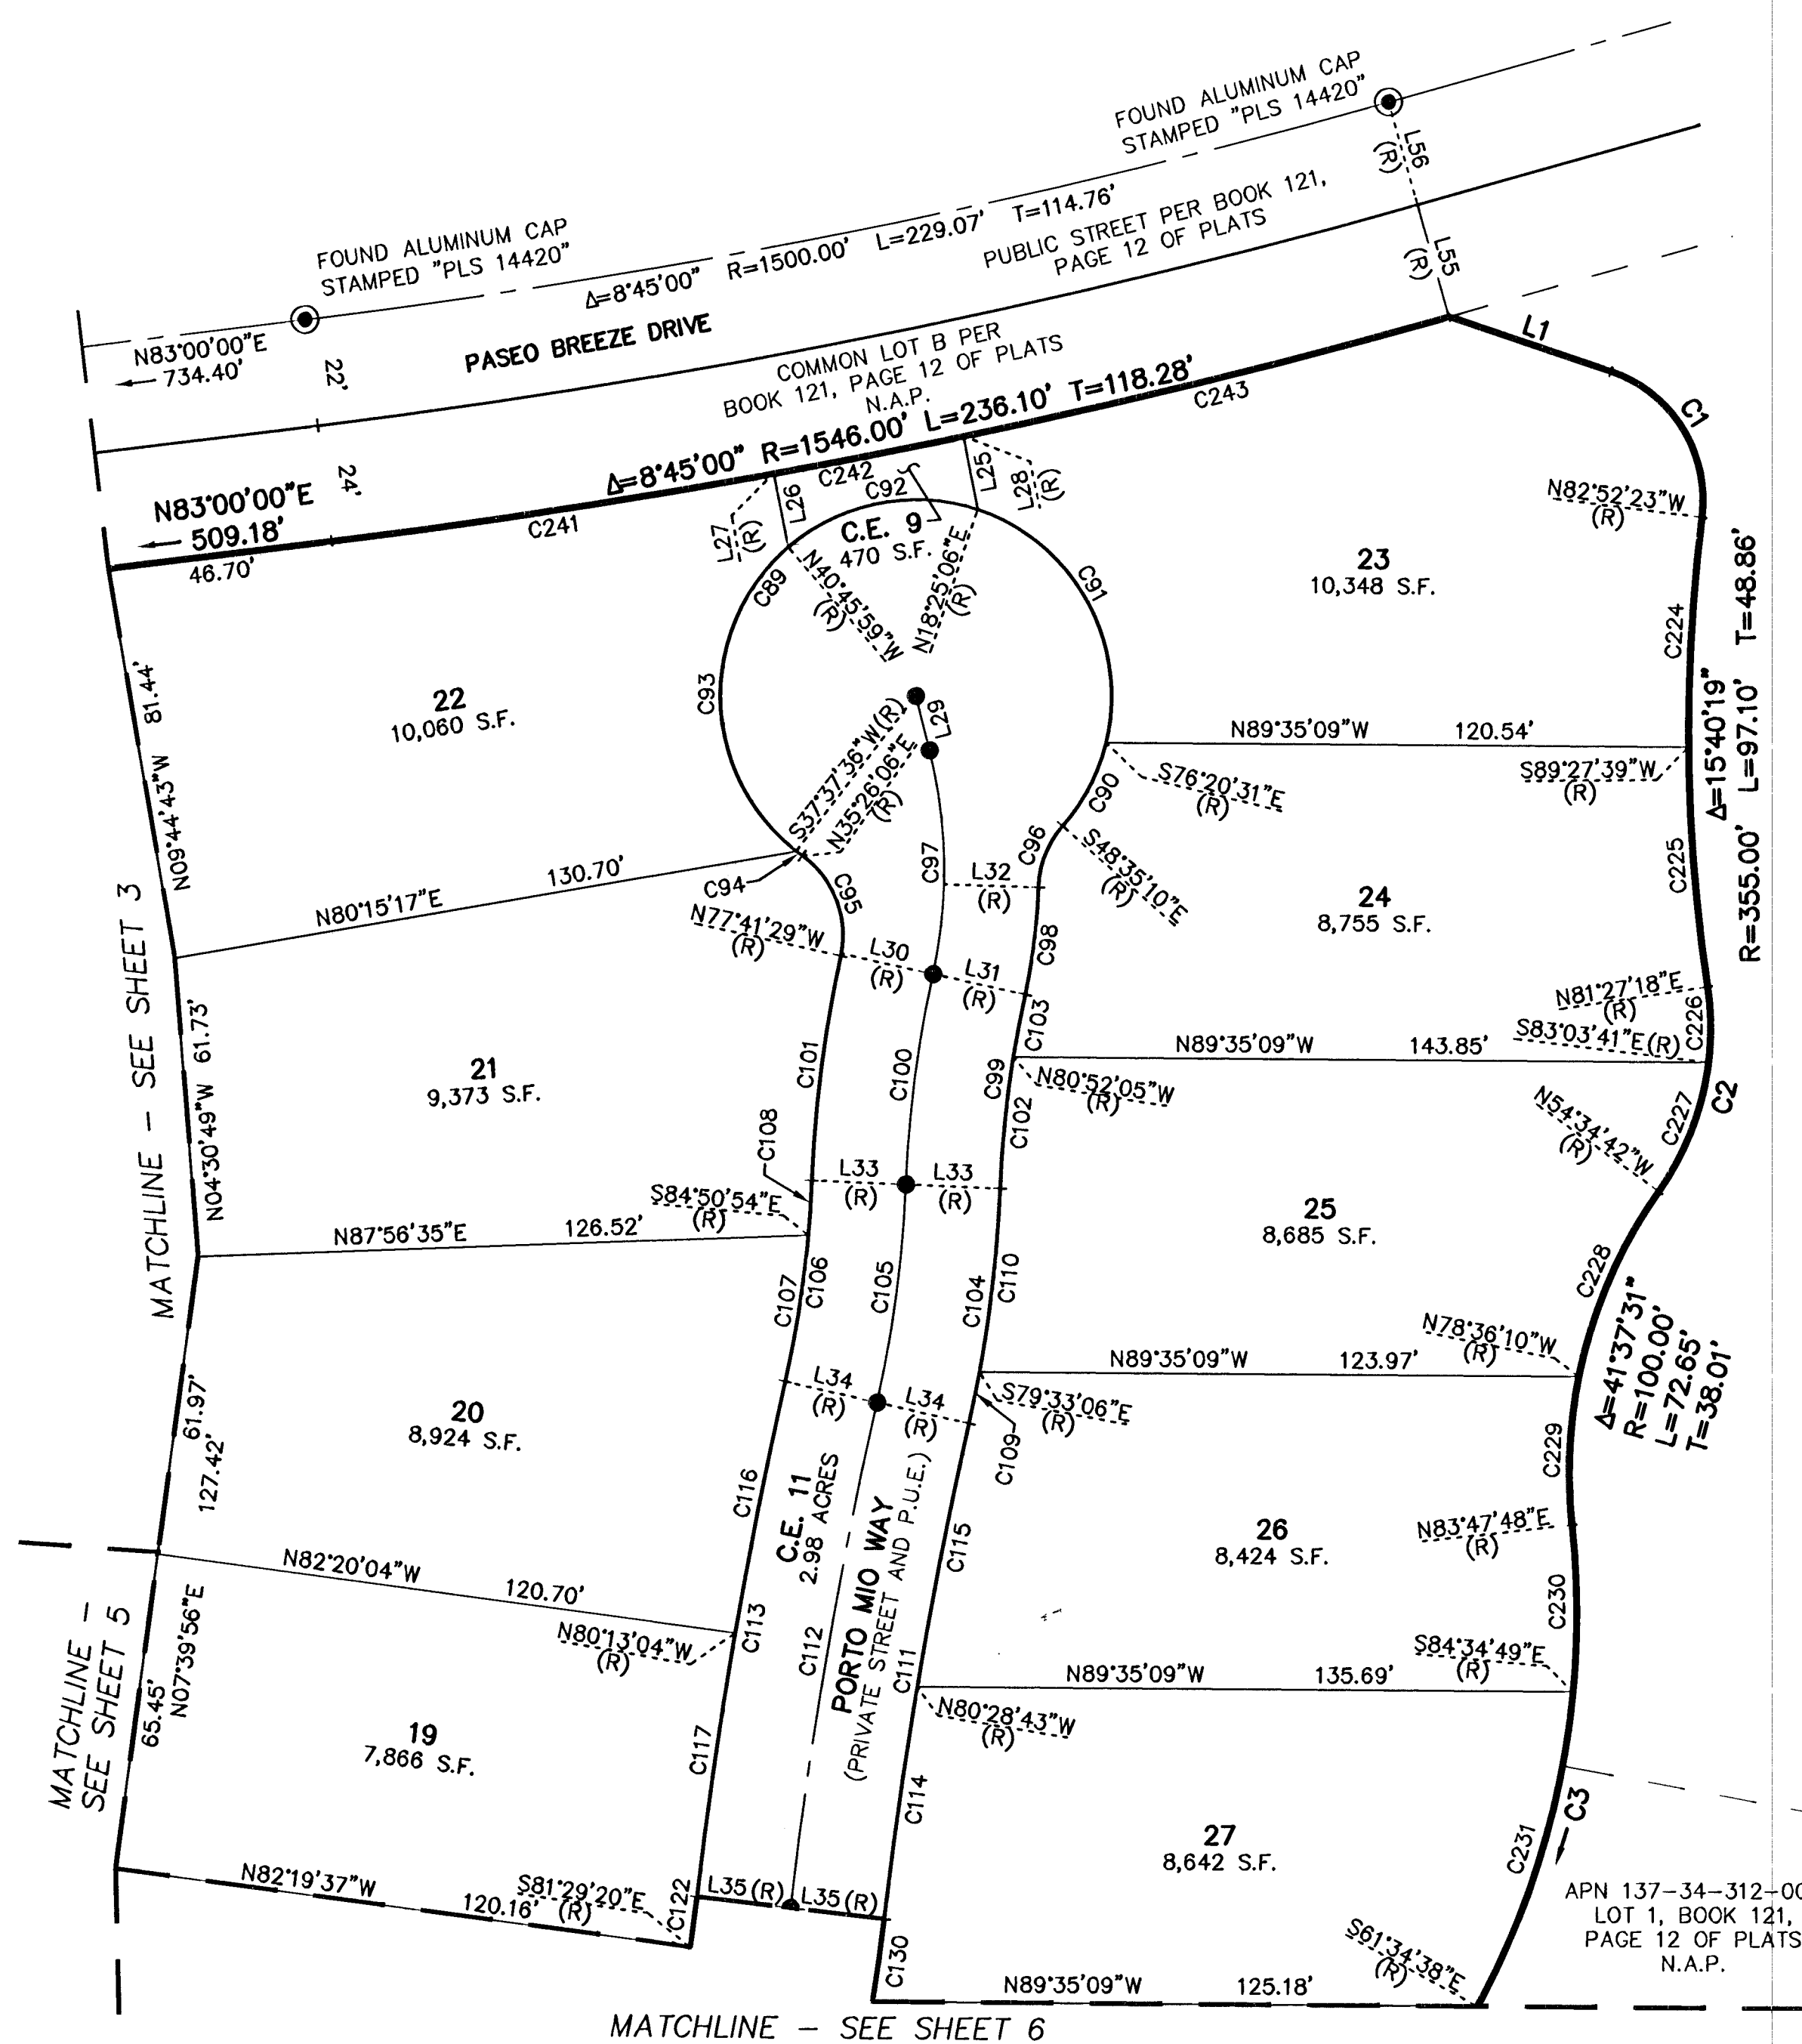 FOUND ALUMINUM CAP
STAMPED "PLS 14420"
L56
(R)
FOUND ALUMINUM CAP
STAMPED "PLS 14420"
Δ=8°45'00" R=1500.00' L=229.07' T=114.76'
PUBLIC STREET PER BOOK 121,
PAGE 12 OF PLATS
L55
(R)
N83°00'00"E
734.40'
22'
PASEO BREEZE DRIVE
COMMON LOT B PER
BOOK 121, PAGE 12 OF PLATS
N.A.P.
L1
C1
Δ=8°45'00" R=1546.00' L=236.10' T=118.28'
C243
24'
N83°00'00"E
509.18'
46.70'
C241
C242
C92
L25
L28
(R)
L26
L27
(R)
C.E. 9
470 S.F.
C89
N40°45'59"W
(R)
N18°25'06"E
(R)
C91
N82°52'23"W
(R)
23
10,348 S.F.
C224
Δ=15°40'19"
R=355.00' L=97.10' T=48.86'
81.44'
N09°44'43"W
22
10,060 S.F.
C93
L29
S37°37'36"W(R)
N35°26'06"E
(R)
N89°35'09"W 120.54'
S76°20'31"E
(R)
S89°27'39"W
(R)
C90
C96
S48°35'10"E
(R)
C97
L32
(R)
C94
C95
130.70'
N80°15'17"E
N77°41'29"W
(R)
L30
(R)
L31
(R)
C98
24
8,755 S.F.
C225
N81°27'18"E
(R)
C226
S83°03'41"E(R)
MATCHLINE - SEE SHEET 3
61.73'
N04°30'49"W
21
9,373 S.F.
C101
C100
C103
C99
N89°35'09"W 143.85'
N80°52'05"W
(R)
C102
C2
C227
N54°34'42"W
(R)
C108
L33
(R)
L33
(R)
S84°50'54"E
(R)
N87°56'35"E 126.52'
C107
C106
C105
C104
C110
25
8,685 S.F.
C228
Δ=41°37'31"
R=100.00'
L=72.65'
T=38.01'
N78°36'10"W
(R)
N89°35'09"W 123.97'
S79°33'06"E
(R)
L34
(R)
L34
(R)
C109
61.97'
127.42'
20
8,924 S.F.
C116
C.E. 11
2.98 ACRES
PORTO MIO WAY
(PRIVATE STREET AND P.U.E.)
C115
C229
N83°47'48"E
(R)
26
8,424 S.F.
C230
N82°20'04"W 120.70'
N80°13'04"W
(R)
C113
C112
C111
S84°34'49"E
(R)
N89°35'09"W 135.69'
N80°28'43"W
(R)
MATCHLINE -
SEE SHEET 5
65.45'
N07°39'56"E
19
7,866 S.F.
C117
C114
C3
27
8,642 S.F.
C231
N82°19'37"W 120.16'
S81°29'20"E
(R)
C122
L35(R)
L35(R)
C130
APN 137-34-312-00
LOT 1, BOOK 121,
PAGE 12 OF PLATS
N.A.P.
S61°34'38"E
(R)
N89°35'09"W 125.18'
MATCHLINE - SEE SHEET 6